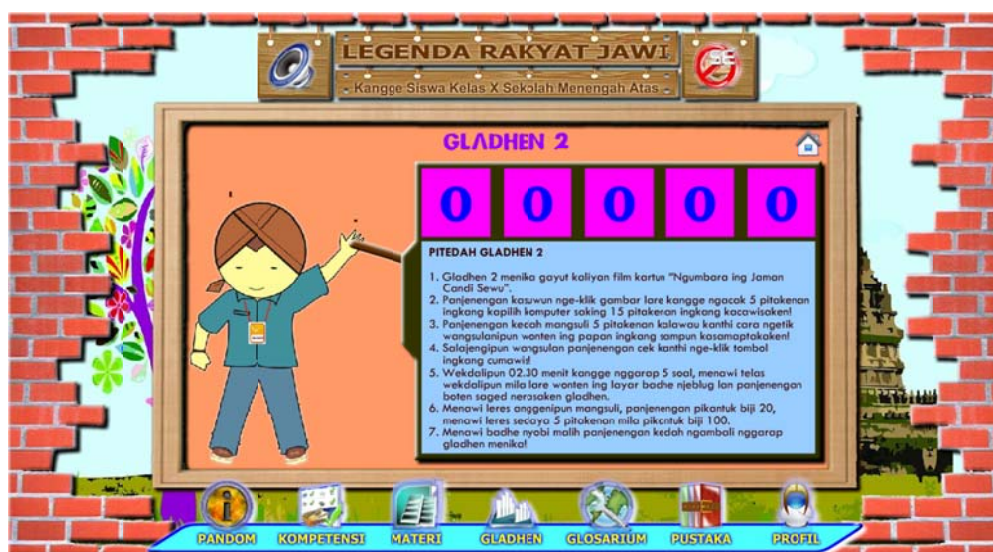 LEGENDA RAKYAT JAWI
Kangge Siswa Kelas X Sekolah Menengah Atas
GLADHEN 2
0 0 0 0 0
PITEDAH GLADHEN 2
1. Gladhen 2 menika gayut kaliyan film kartun "Ngumbara ing Jaman
Candi Sewu".
2. Panjenengan kasuwun nge-klik gambar lare kangge ngacak 5 pitakenan
ingkang kapilih komputer saking 15 pitakenan ingkang kacawisaken!
3. Panjenengan kedah mangsuli 5 pitakenan kalawau kanthi cara ngetik
wangsulanipun wonten ing papan ingkang sampun kasamaptakaken!
4. Salajengipun wangsulan panjenengan cek kanthi nge-klik tombol
ingkang cumawis!
5. Wekdalipun 02.30 menit kangge nggarap 5 soal, menawi telas
wekdalipun mila lare wonten ing layar badhe njeblug lan panjenengan
boten saged nerosaken gladhen.
6. Menawi leres anggenipun mangsuli, panjenengan pikantuk biji 20,
menawi leres sedaya 5 pitakenan mila pikantuk biji 100.
7. Menawi badhe nyobi malih panjenengan kedah ngambali nggarap
gladhen menika!
PANDOM KOMPETENSI MATERI GLADHEN GLOSARIUM PUSTAKA PROFIL